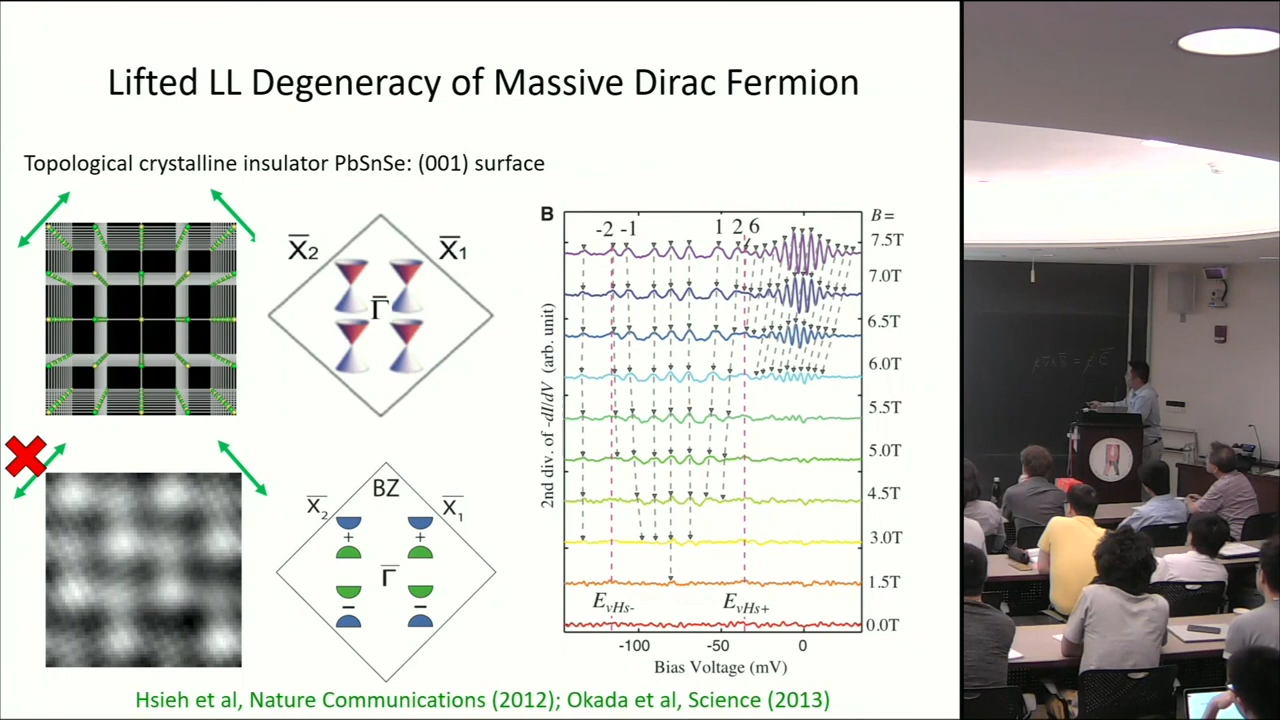 Lifted LL Degeneracy of Massive Dirac Fermion
Topological crystalline insulator PbSnSe: (001) surface
X̅₂
X̅₁
Γ̅
BZ
X̅₂
X̅₁
Γ̅
+
+
–
–
B
-2 -1
1 2 6
B =
7.5T
7.0T
6.5T
6.0T
5.5T
5.0T
4.5T
3.0T
1.5T
0.0T
2nd div. of -dI/dV (arb. unit)
EvHs-
EvHs+
-100
-50
0
Bias Voltage (mV)
Hsieh et al, Nature Communications (2012); Okada et al, Science (2013)